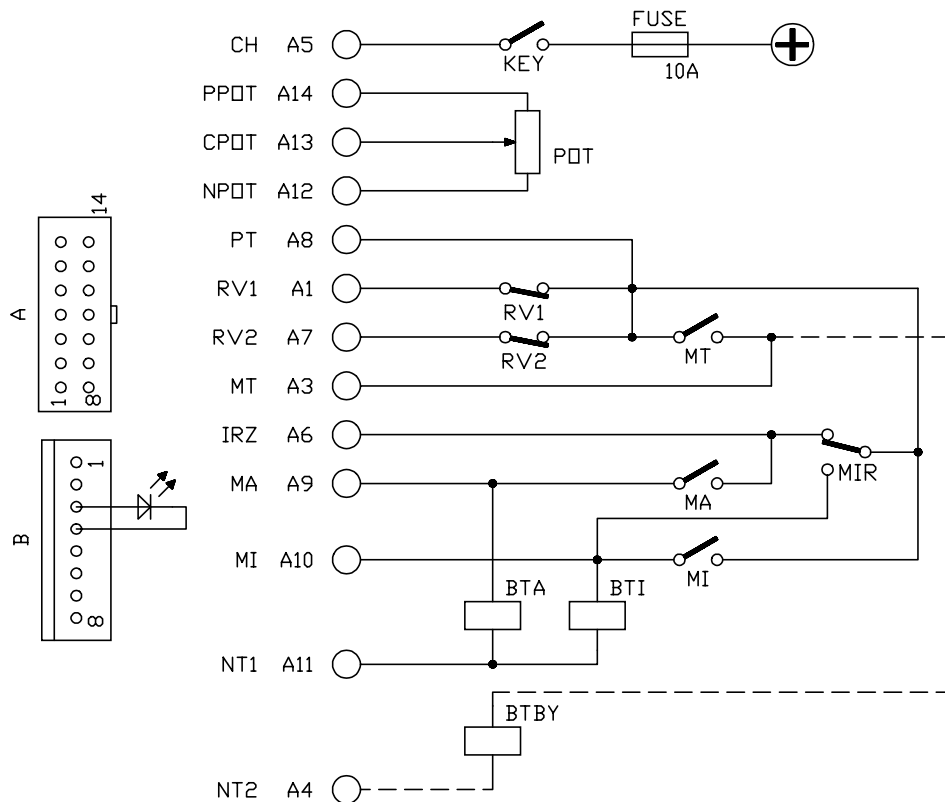 FUSE
CH A5
KEY
10A
PPOT A14
CPOT A13
POT
NPOT A12
14
PT A8
A
RV1 A1
RV1
RV2 A7
RV2
MT
MT A3
1 8
IRZ A6
MIR
1
MA A9
MA
B
MI A10
MI
BTA BTI
8
NT1 A11
BTBY
NT2 A4